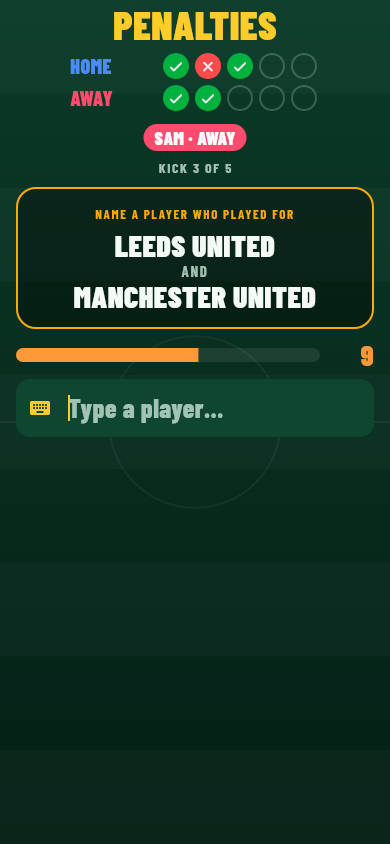 PENALTIES
HOME
AWAY
SAM · AWAY
KICK 3 OF 5
NAME A PLAYER WHO PLAYED FOR
LEEDS UNITED
AND
MANCHESTER UNITED
9
Type a player...